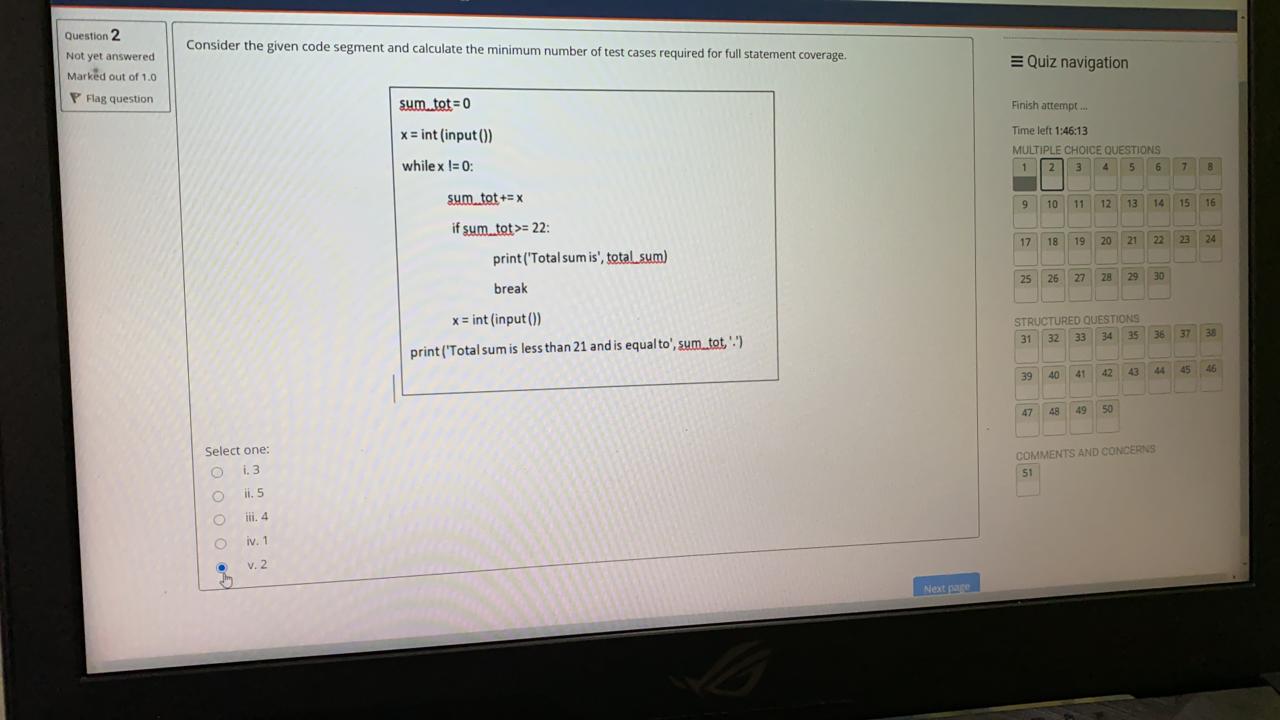 Question 2
Not yet answered
Marked out of 1.0
Flag question
Consider the given code segment and calculate the minimum number of test cases required for full statement coverage.
sum_tot=0
x = int (input ())
while x != 0:
sum_tot += x
if sum_tot >= 22:
print ('Total sum is', total_sum)
break
x = int (input ())
print ('Total sum is less than 21 and is equal to', sum_tot, '.')
Select one:
i. 3
ii. 5
iii. 4
iv. 1
v. 2
Next page
Quiz navigation
Finish attempt ...
Time left 1:46:13
MULTIPLE CHOICE QUESTIONS
1 2 3 4 5 6 7 8
9 10 11 12 13 14 15 16
17 18 19 20 21 22 23 24
25 26 27 28 29 30
STRUCTURED QUESTIONS
31 32 33 34 35 36 37 38
39 40 41 42 43 44 45 46
47 48 49 50
COMMENTS AND CONCERNS
51